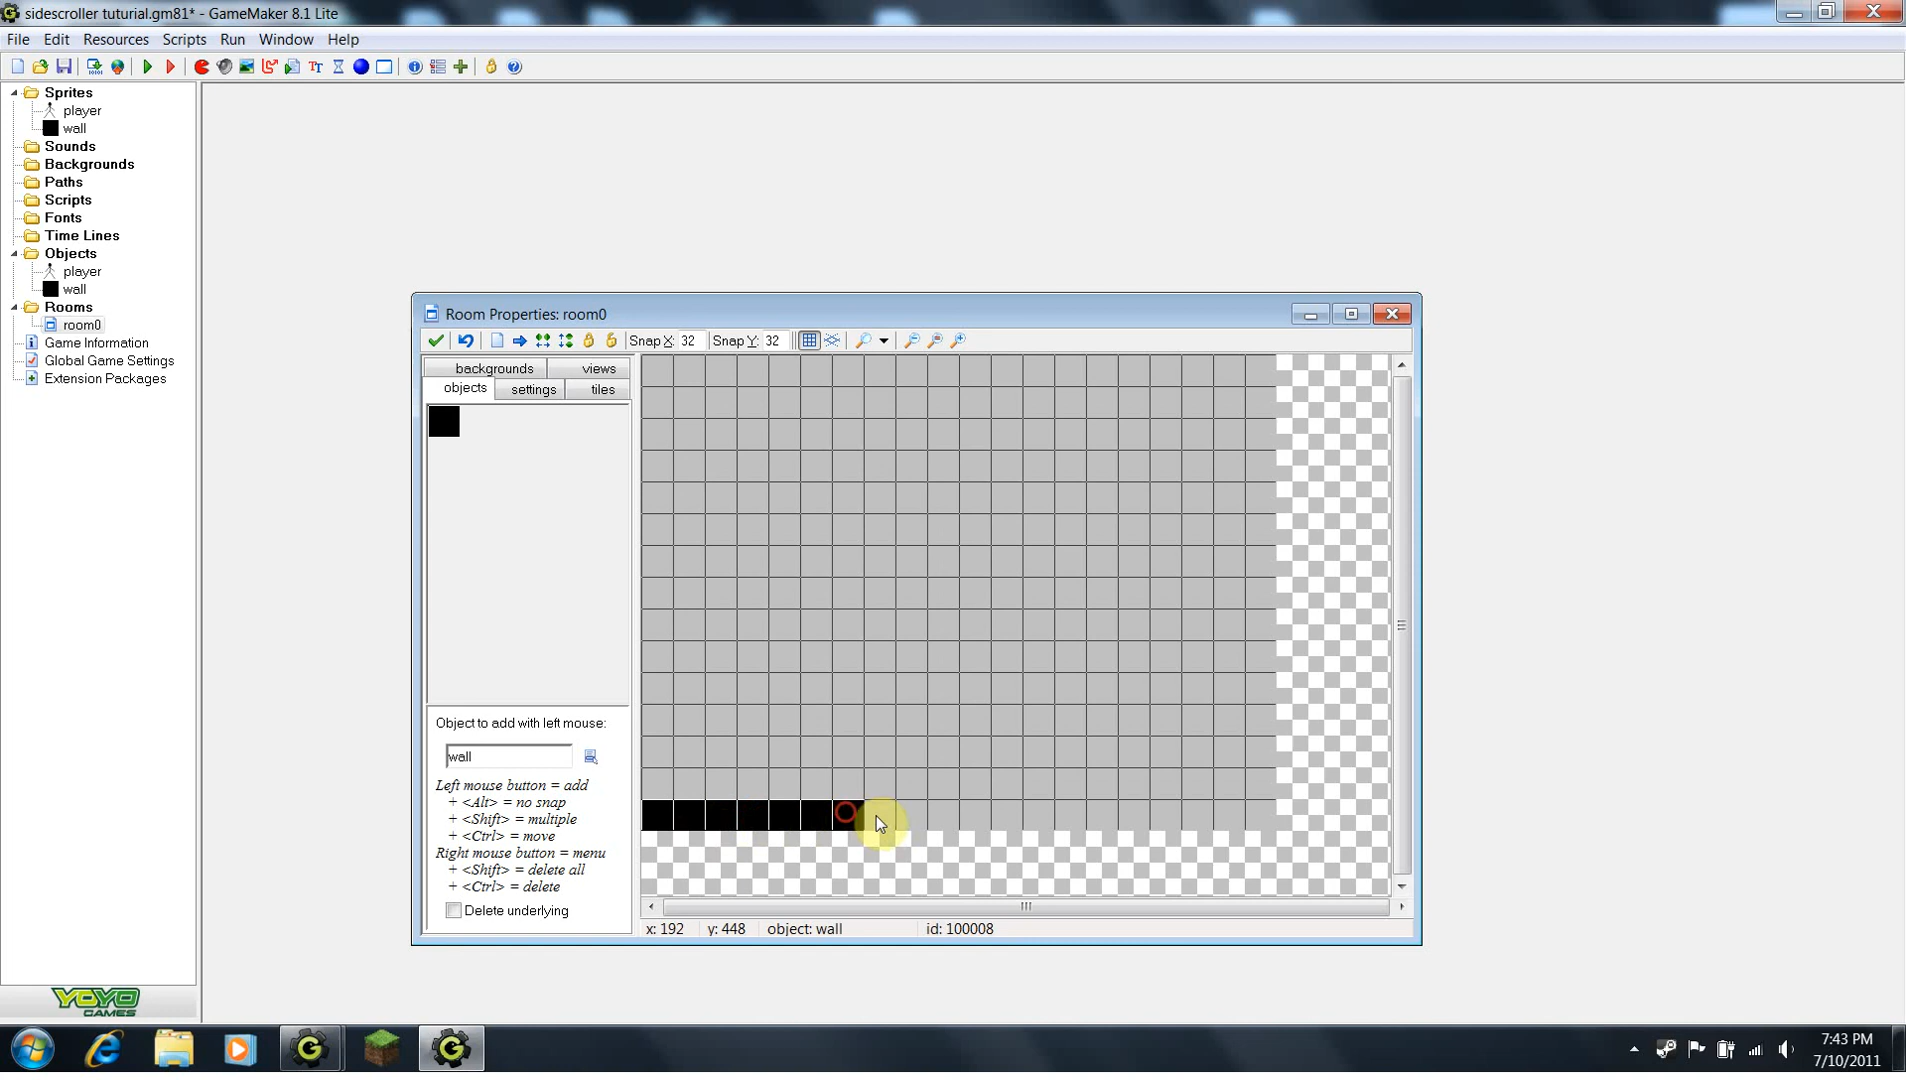 sidescroller tuturial.gm81* - GameMaker 8.1 Lite
File Edit Resources Scripts Run Window Help
Sprites
player
wall
Sounds
Backgrounds
Paths
Scripts
Fonts
Time Lines
Objects
player
wall
Rooms
room0
Game Information
Global Game Settings
Extension Packages
Room Properties: room0
Snap X: 32 Snap Y: 32
backgrounds views
objects settings tiles
Object to add with left mouse:
wall
Left mouse button = add
+ <Alt> = no snap
+ <Shift> = multiple
+ <Ctrl> = move
Right mouse button = menu
+ <Shift> = delete all
+ <Ctrl> = delete
Delete underlying
x: 192 y: 448 object: wall id: 100008
YOYO
GAMES
7:43 PM
7/10/2011